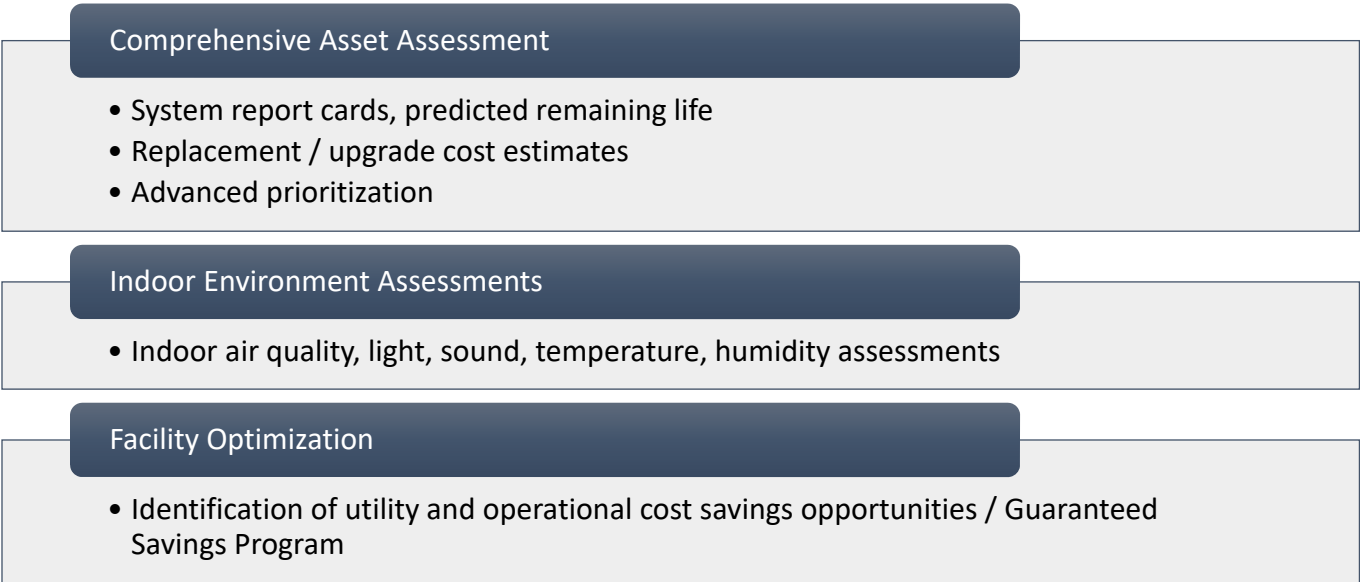 Comprehensive Asset Assessment
• System report cards, predicted remaining life
• Replacement / upgrade cost estimates
• Advanced prioritization
Indoor Environment Assessments
• Indoor air quality, light, sound, temperature, humidity assessments
Facility Optimization
• Identification of utility and operational cost savings opportunities / Guaranteed
Savings Program